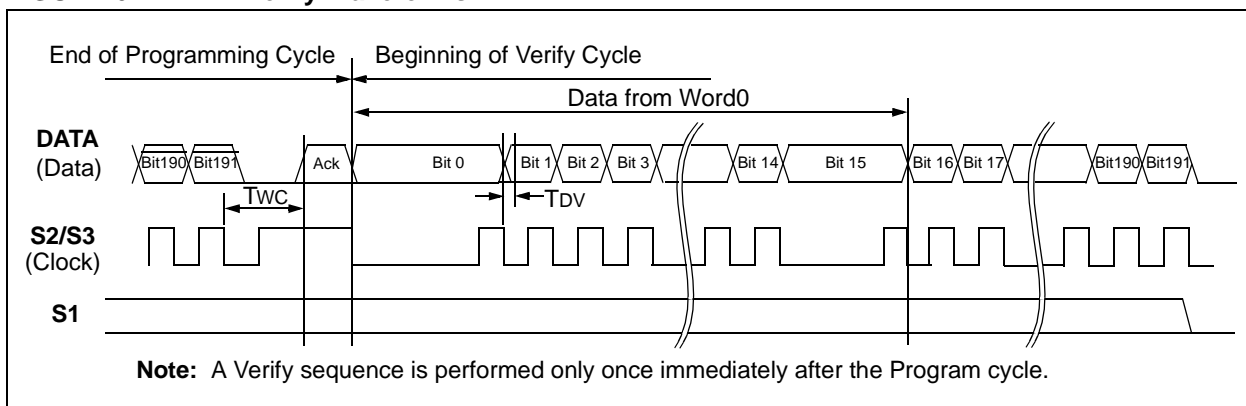 End of Programming Cycle Beginning of Verify Cycle
Data from Word0
DATA
(Data)
Bit190 Bit191 Ack Bit 0 Bit 1 Bit 2 Bit 3 Bit 14 Bit 15 Bit 16 Bit 17 Bit190 Bit191
TWC TDV
S2/S3
(Clock)
S1
Note: A Verify sequence is performed only once immediately after the Program cycle.